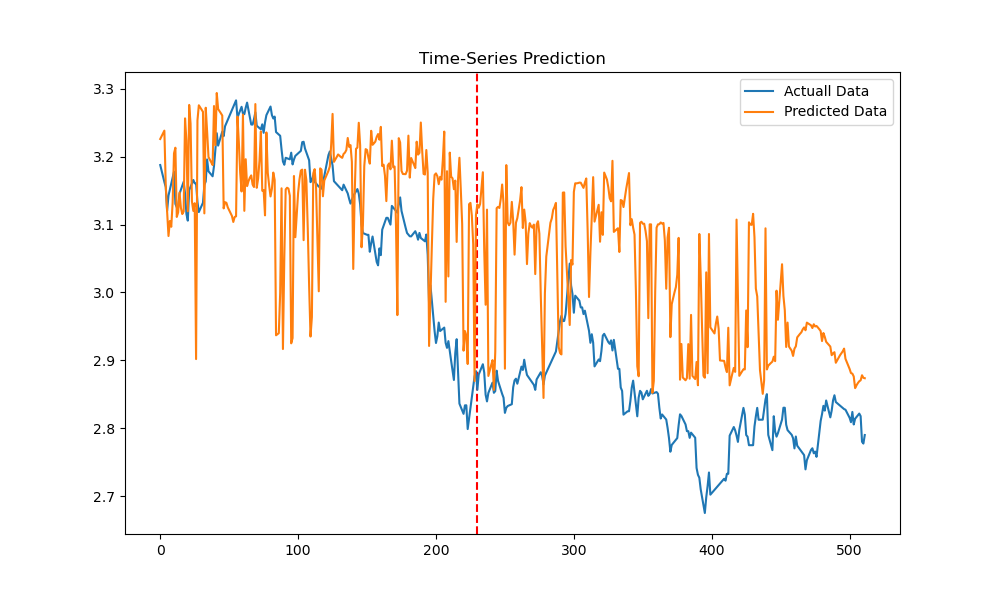 Time-Series Prediction
Actuall Data
Predicted Data
3.3
3.2
3.1
3.0
2.9
2.8
2.7
0 100 200 300 400 500